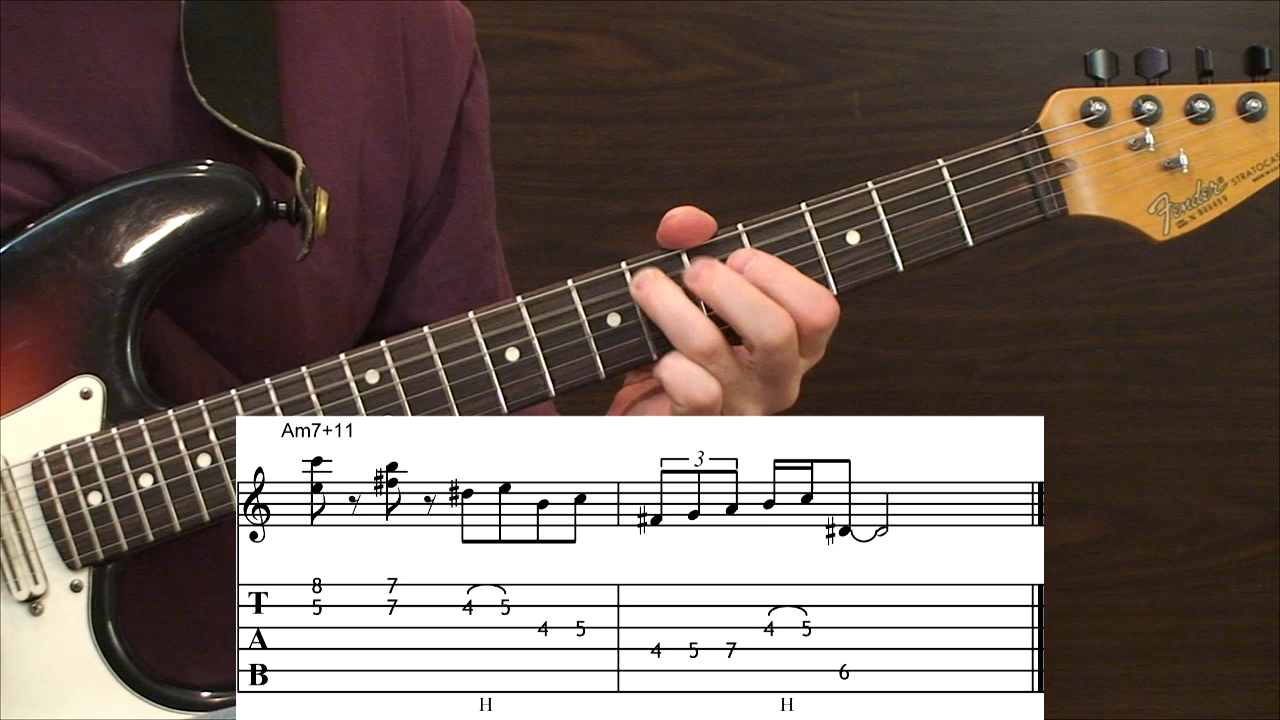 STRATOCAS
Fender
Am7+11
3
8 7
T 5 7 4 5
4 4 5
A 4 5 5 7
B 6
H H